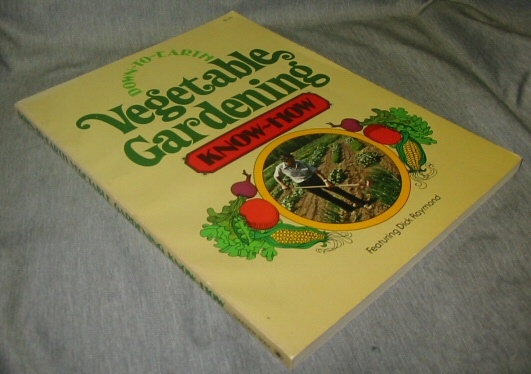 DOWN-TO-EARTH
Vegetable
Gardening
KNOW-HOW
Featuring Dick Raymond